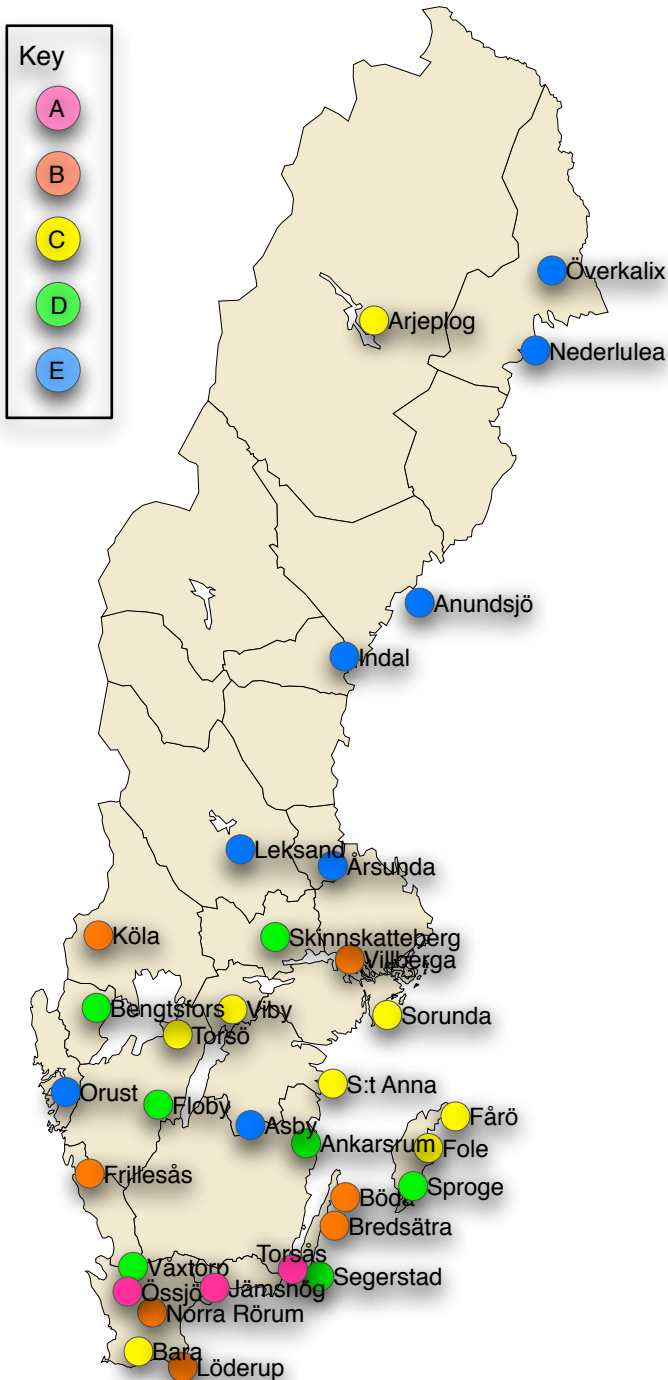 Key
A
B
C
D
E
Överkalix
Arjeplog
Nederlulea
Anundsjö
Indal
Leksand
Årsunda
Köla
Skinnskatteberg
Villberga
Bengtsfors
Viby
Sorunda
Torsö
S:t Anna
Orust
Floby
Fårö
Asby
Ankarsrum
Fole
Frillesås
Sproge
Böda
Bredsätra
Torsås
Våxtorp
Segerstad
Össjö
Jämshög
Norra Rörum
Bara
Löderup